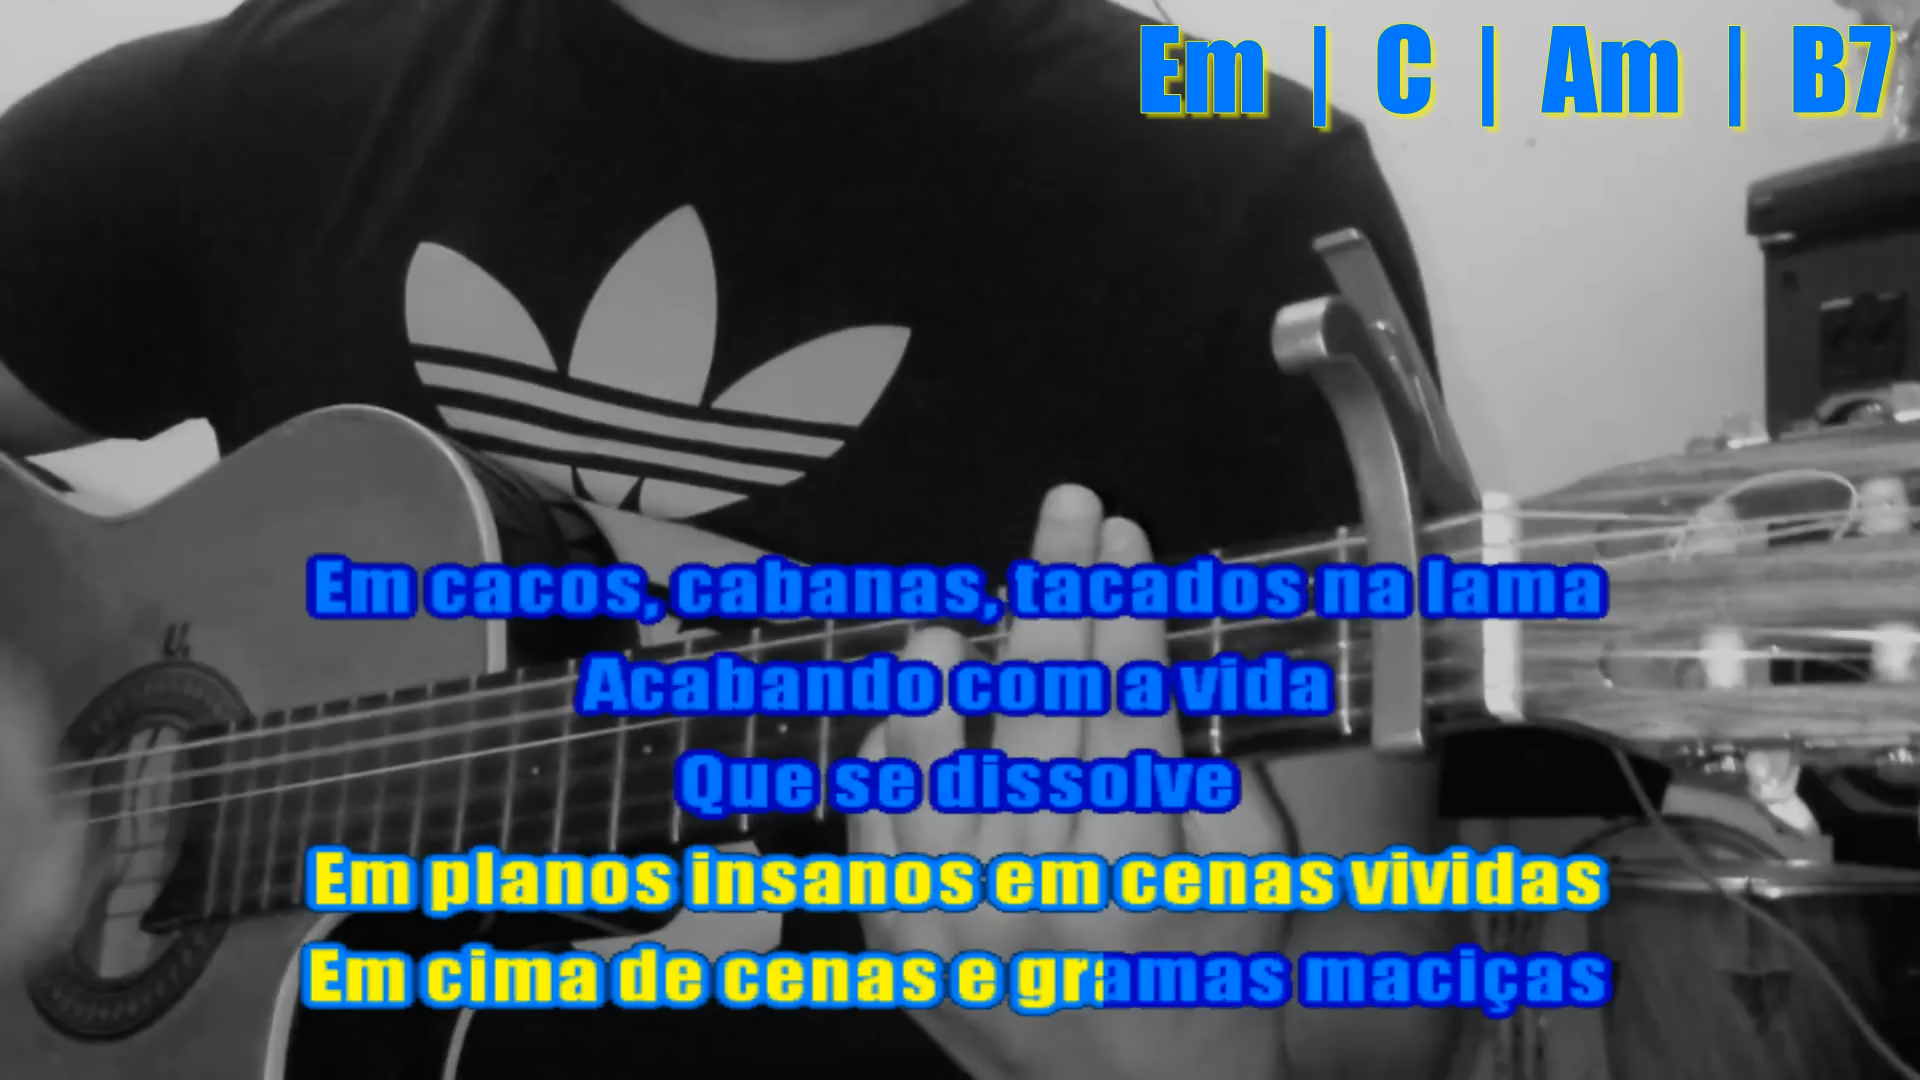 Em | C | Am | B7
Em cacos, cabanas, tacados na lama
Acabando com a vida
Que se dissolve
Em planos insanos em cenas vividas
Em cima de cenas e gramas maciças